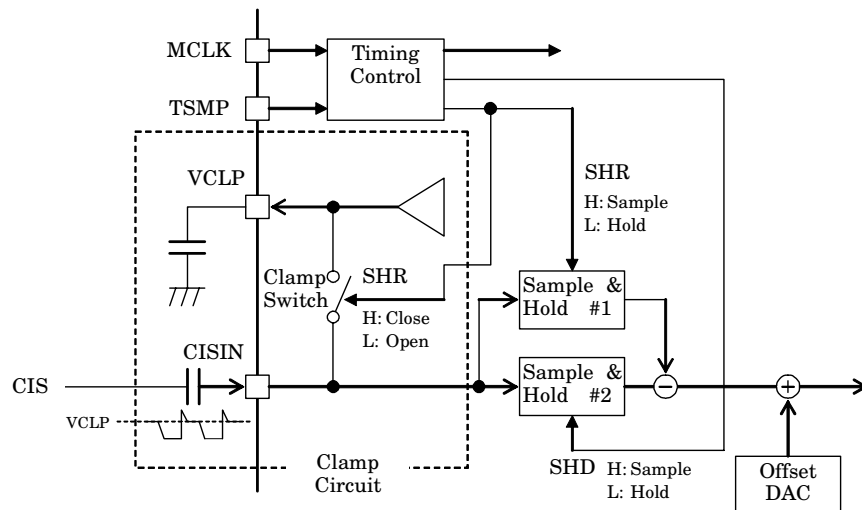 MCLK
Timing
Control
TSMP
VCLP
SHR
H: Sample
L: Hold
Clamp
Switch
SHR
H: Close
L: Open
Sample &
Hold #1
CISIN
CIS
Sample &
Hold #2
−
+
VCLP
Clamp
Circuit
SHD
H: Sample
L: Hold
Offset
DAC